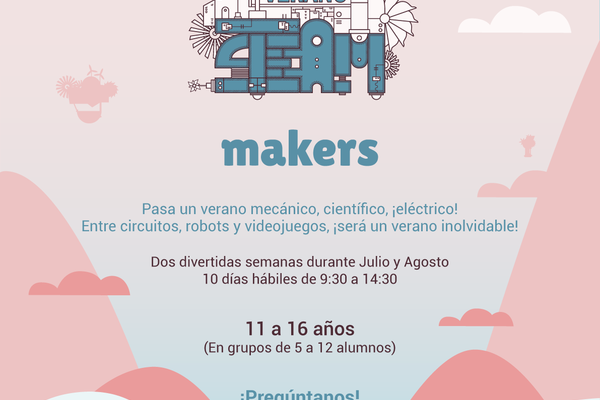 VERANO
STEAM
makers
Pasa un verano mecánico, científico, ¡eléctrico!
Entre circuitos, robots y videojuegos, ¡será un verano inolvidable!
Dos divertidas semanas durante Julio y Agosto
10 días hábiles de 9:30 a 14:30
11 a 16 años
(En grupos de 5 a 12 alumnos)
¡Pregúntanos!